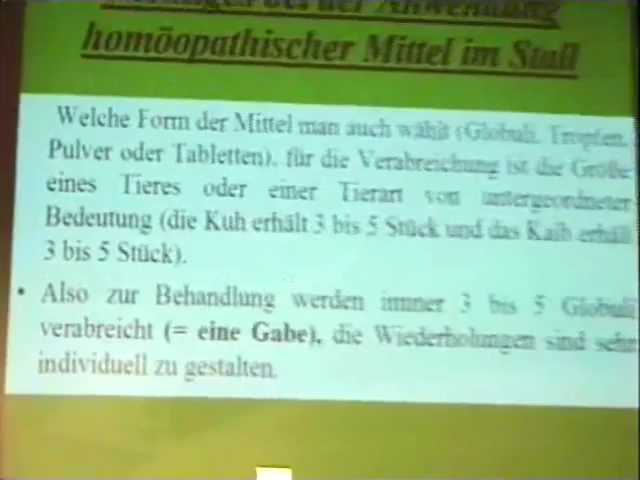 bei der Anwendung
homöopathischer Mittel im Stall
Welche Form der Mittel man auch wählt (Globuli, Tropfen,
Pulver oder Tabletten), für die Verabreichung ist die Größe
eines Tieres oder einer Tierart von untergeordneter
Bedeutung (die Kuh erhält 3 bis 5 Stück und das Kalb erhält
3 bis 5 Stück).
• Also zur Behandlung werden immer 3 bis 5 Globuli
verabreicht (= eine Gabe), die Wiederholungen sind sehr
individuell zu gestalten.